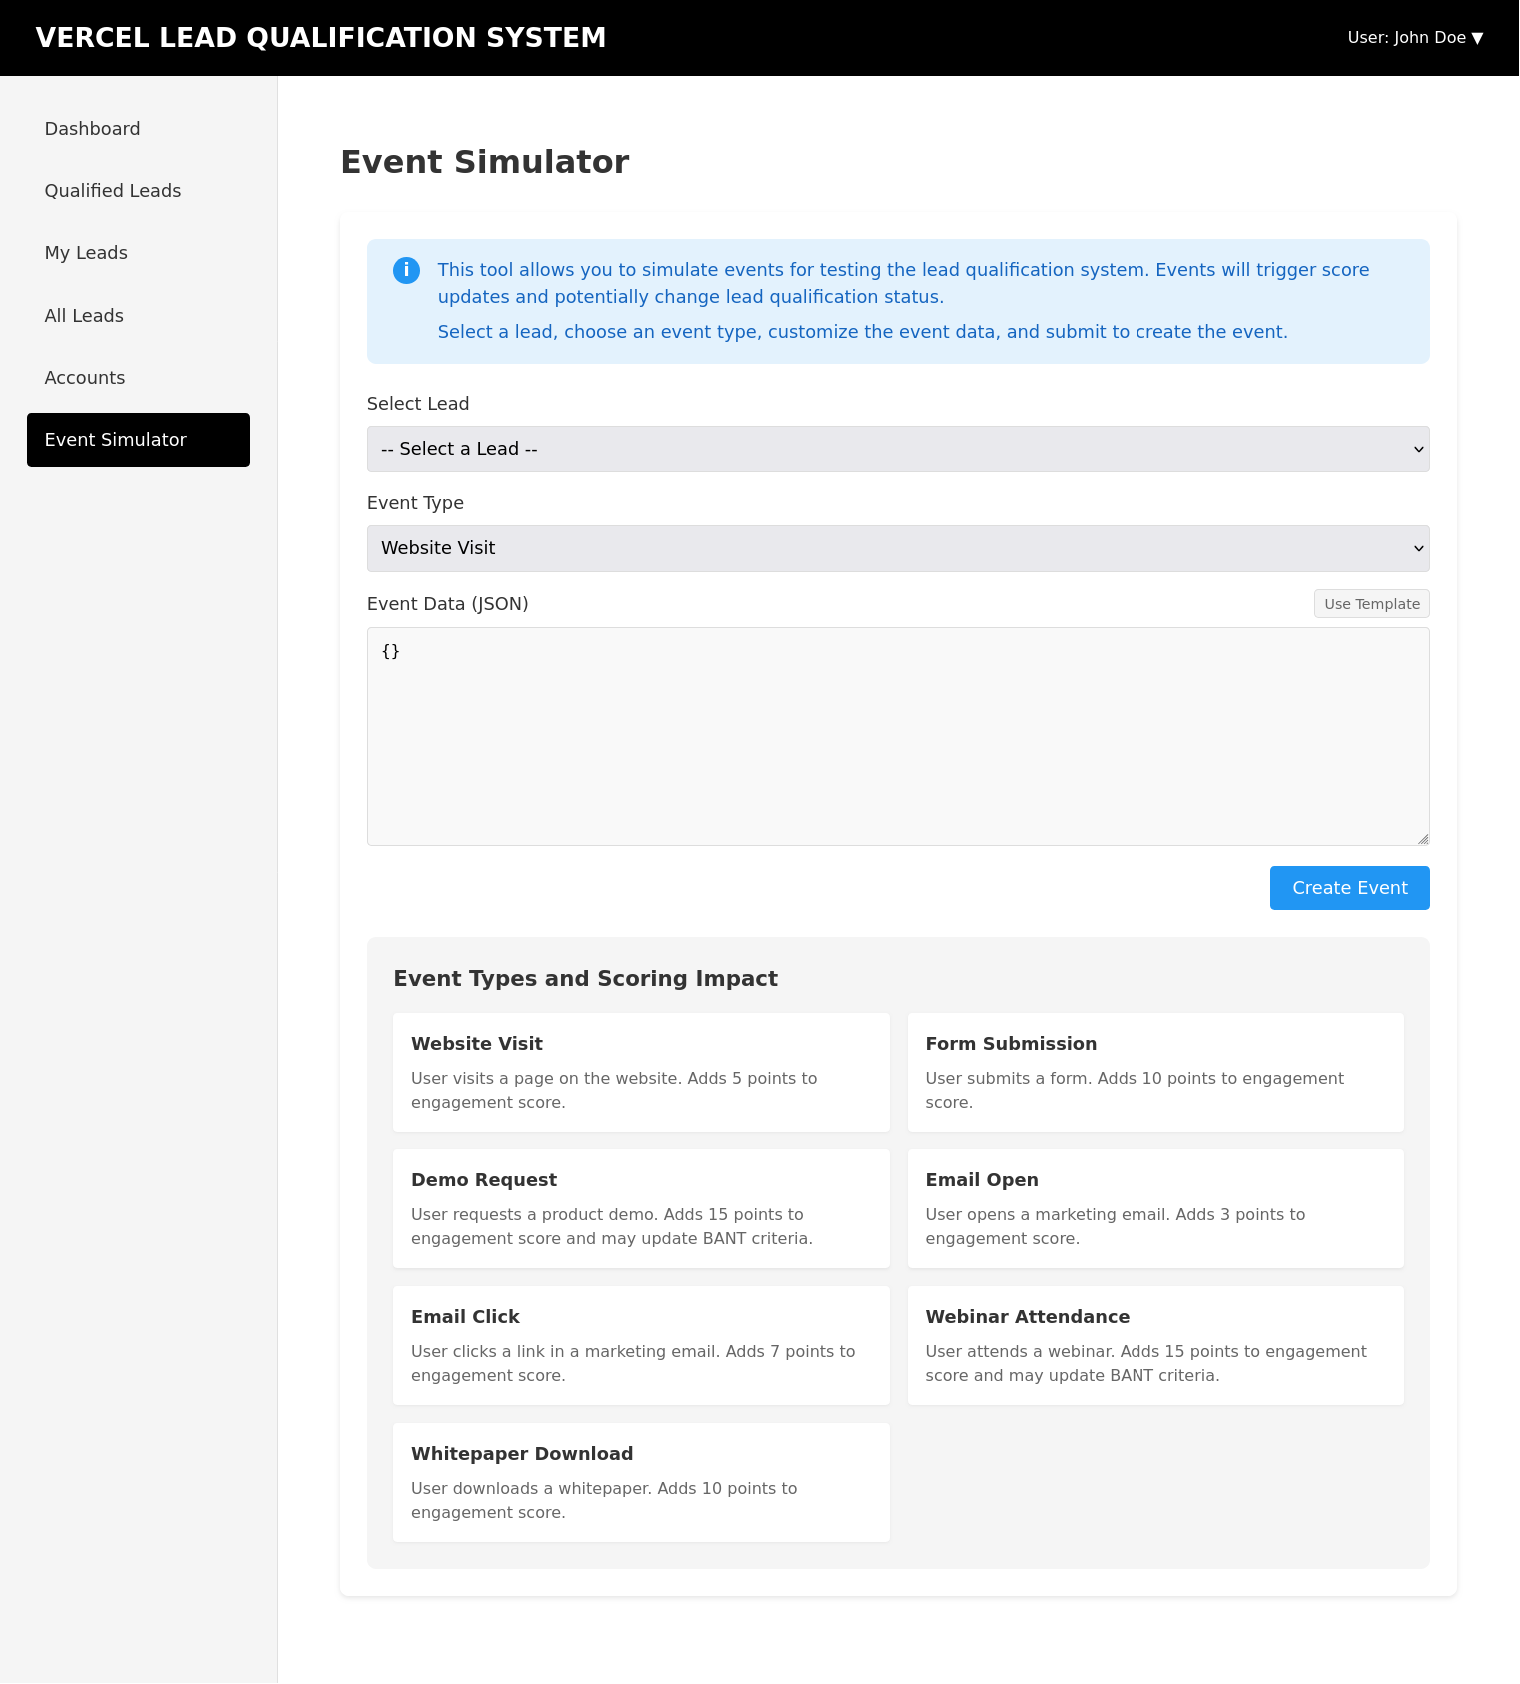 VERCEL LEAD QUALIFICATION SYSTEM
User: John Doe ▼
Dashboard
Qualified Leads
My Leads
All Leads
Accounts
Event Simulator
Event Simulator
i
This tool allows you to simulate events for testing the lead qualification system. Events will trigger score
updates and potentially change lead qualification status.
Select a lead, choose an event type, customize the event data, and submit to create the event.
Select Lead
-- Select a Lead --
Event Type
Website Visit
Event Data (JSON)
Use Template
{}
Create Event
Event Types and Scoring Impact
Website Visit
User visits a page on the website. Adds 5 points to
engagement score.
Form Submission
User submits a form. Adds 10 points to engagement
score.
Demo Request
User requests a product demo. Adds 15 points to
engagement score and may update BANT criteria.
Email Open
User opens a marketing email. Adds 3 points to
engagement score.
Email Click
User clicks a link in a marketing email. Adds 7 points to
engagement score.
Webinar Attendance
User attends a webinar. Adds 15 points to engagement
score and may update BANT criteria.
Whitepaper Download
User downloads a whitepaper. Adds 10 points to
engagement score.